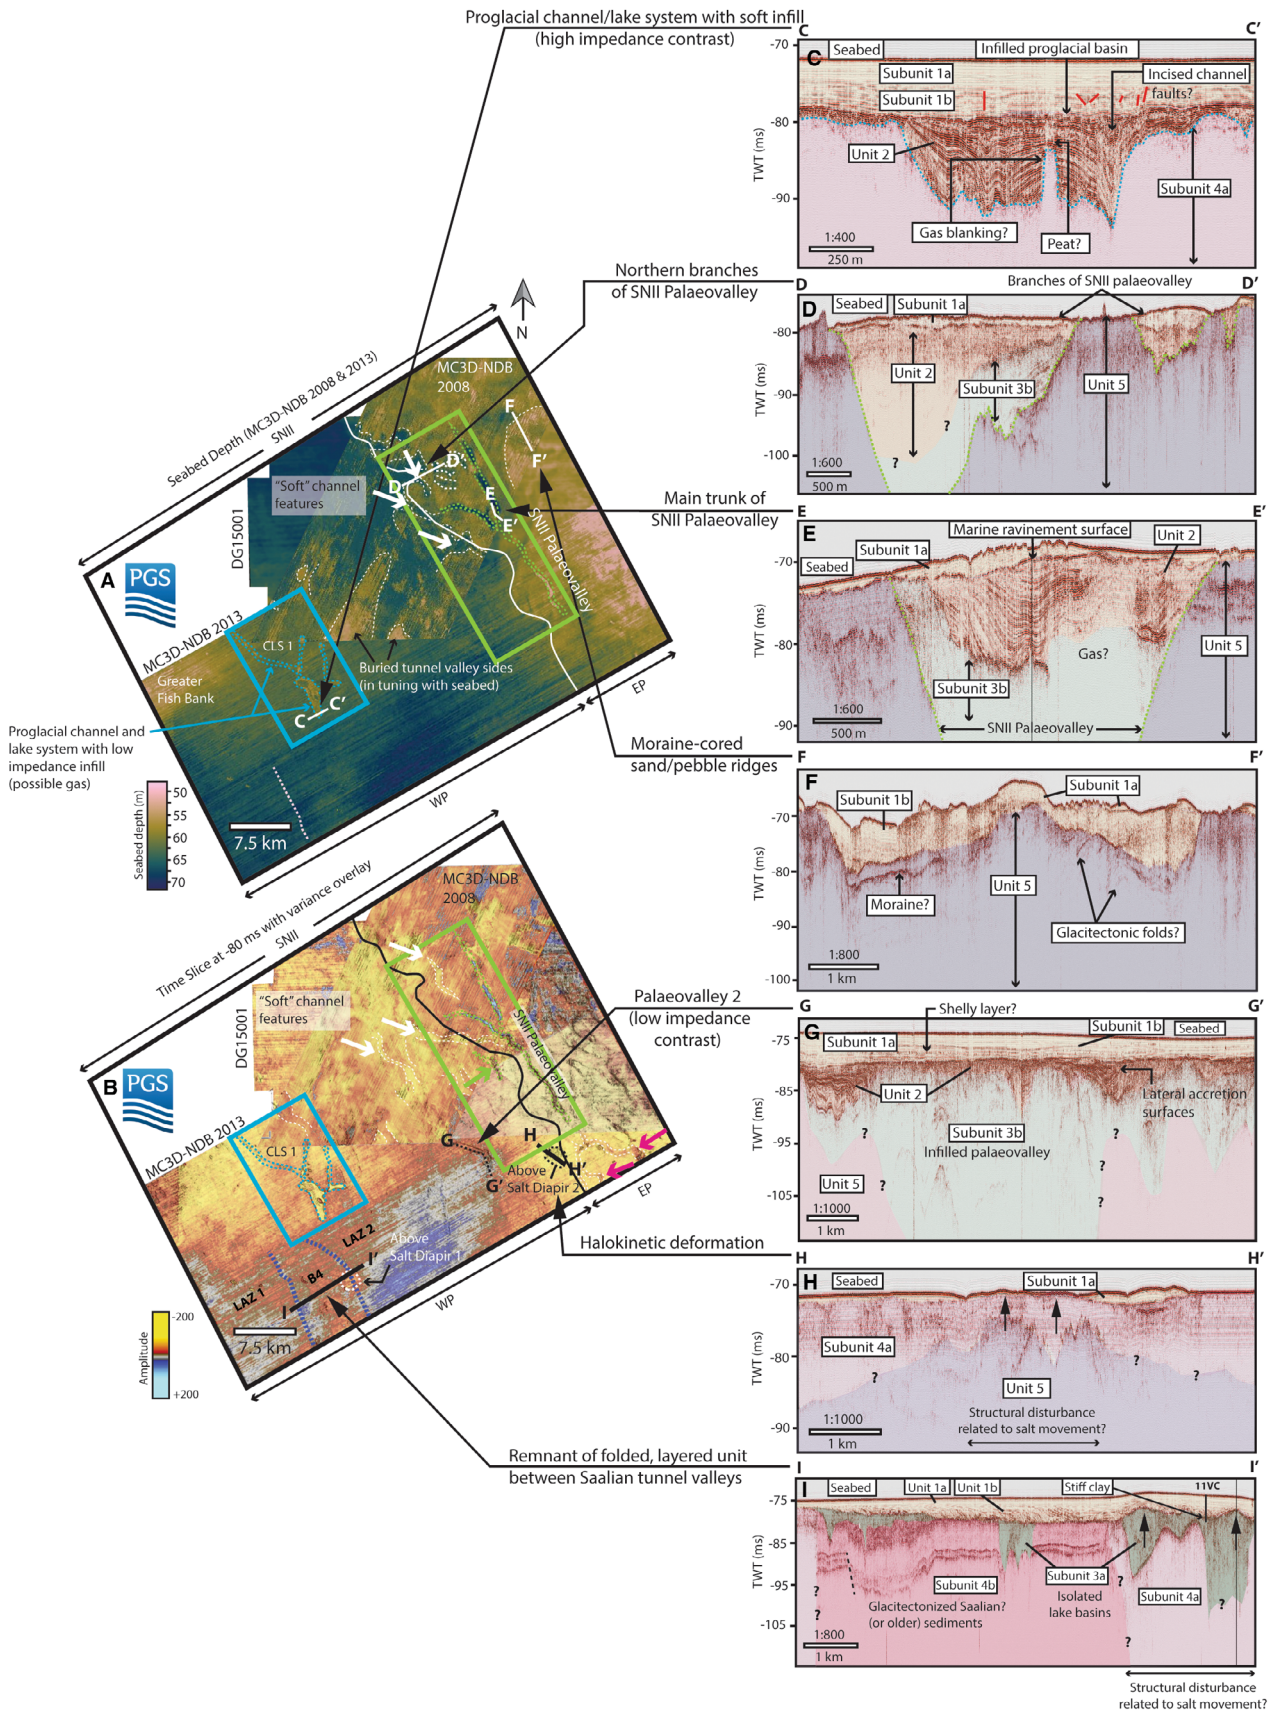 Proglacial channel/lake system with soft infill
(high impedance contrast)
Northern branches
of SNII Palaeovalley
Main trunk of
SNII Palaeovalley
Moraine-cored
sand/pebble ridges
Palaeovalley 2
(low impedance
contrast)
Halokinetic deformation
Remnant of folded, layered unit
between Saalian tunnel valleys
N
Seabed Depth (MC3D-NDB 2008 & 2013)
SNII
MC3D-NDB
2008
F
F'
D'
D
E
E'
"Soft" channel
features
DG15001
SNII Palaeovalley
A
PGS
MC3D-NDB 2013
CLS 1
Greater
Fish Bank
Buried tunnel valley sides
(in tuning with seabed)
C
C'
EP
WP
Proglacial channel and
lake system with low
impedance infill
(possible gas)
Seabed depth (m)
50
55
60
65
70
7.5 km
Time Slice at -80 ms with variance overlay
SNII
MC3D-NDB
2008
"Soft" channel
features
DG15001
SNII Palaeovalley
B
PGS
MC3D-NDB 2013
CLS 1
G
G'
H
H'
Above
Salt Diapir 2
EP
LAZ 2
Above
Salt Diapir 1
I'
B4
LAZ 1
I
WP
Amplitude
-200
+200
7.5 km
C
C'
C
Seabed
Infilled proglacial basin
Subunit 1a
Incised channel
faults?
Subunit 1b
Unit 2
Subunit 4a
Gas blanking?
Peat?
TWT (ms)
-70
-80
-90
1:400
250 m
D
D'
D
Branches of SNII palaeovalley
Seabed
Subunit 1a
Unit 2
Subunit 3b
Unit 5
?
?
TWT (ms)
-80
-90
-100
1:600
500 m
E
E'
E
Marine ravinement surface
Unit 2
Subunit 1a
Seabed
Unit 5
Gas?
Subunit 3b
SNII Palaeovalley
TWT (ms)
-70
-80
-90
1:600
500 m
F
F'
F
Subunit 1b
Subunit 1a
Unit 5
Moraine?
Glacitectonic folds?
TWT (ms)
-70
-80
-90
-100
1:800
1 km
G
G'
G
Shelly layer?
Subunit 1b
Seabed
Subunit 1a
Unit 2
Lateral accretion
surfaces
Subunit 3b
Infilled palaeovalley
Unit 5
?
?
?
?
?
TWT (ms)
-75
-85
-95
-105
1:1000
1 km
H
H'
H
Seabed
Subunit 1a
Subunit 4a
Unit 5
?
?
?
Structural disturbance
related to salt movement?
TWT (ms)
-70
-80
-90
1:1000
1 km
I
I'
I
Seabed
Unit 1a
Unit 1b
Stiff clay
11VC
Subunit 4b
Subunit 3a
Subunit 4a
Glacitectonized Saalian?
(or older) sediments
Isolated
lake basins
?
?
?
?
?
TWT (ms)
-75
-85
-95
-105
1:800
1 km
Structural disturbance
related to salt movement?